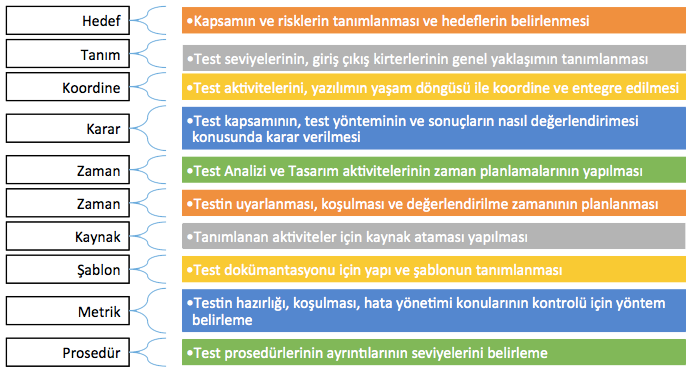 Hedef
•Kapsamın ve risklerin tanımlanması ve hedeflerin belirlenmesi
Tanım
•Test seviyelerinin, giriş çıkış kirterlerinin genel yaklaşımın tanımlanması
Koordine
•Test aktivitelerini, yazılımın yaşam döngüsü ile koordine ve entegre edilmesi
Karar
•Test kapsamının, test yönteminin ve sonuçların nasıl değerlendirimesi
konusunda karar verilmesi
Zaman
•Test Analizi ve Tasarım aktivitelerinin zaman planlamalarının yapılması
Zaman
•Testin uyarlanması, koşulması ve değerlendirilme zamanının planlanması
Kaynak
•Tanımlanan aktiviteler için kaynak ataması yapılması
Şablon
•Test dokümantasyonu için yapı ve şablonun tanımlanması
Metrik
•Testin hazırlığı, koşulması, hata yönetimi konularının kontrolü için yöntem
belirleme
Prosedür
•Test prosedürlerinin ayrıntılarının seviyelerini belirleme